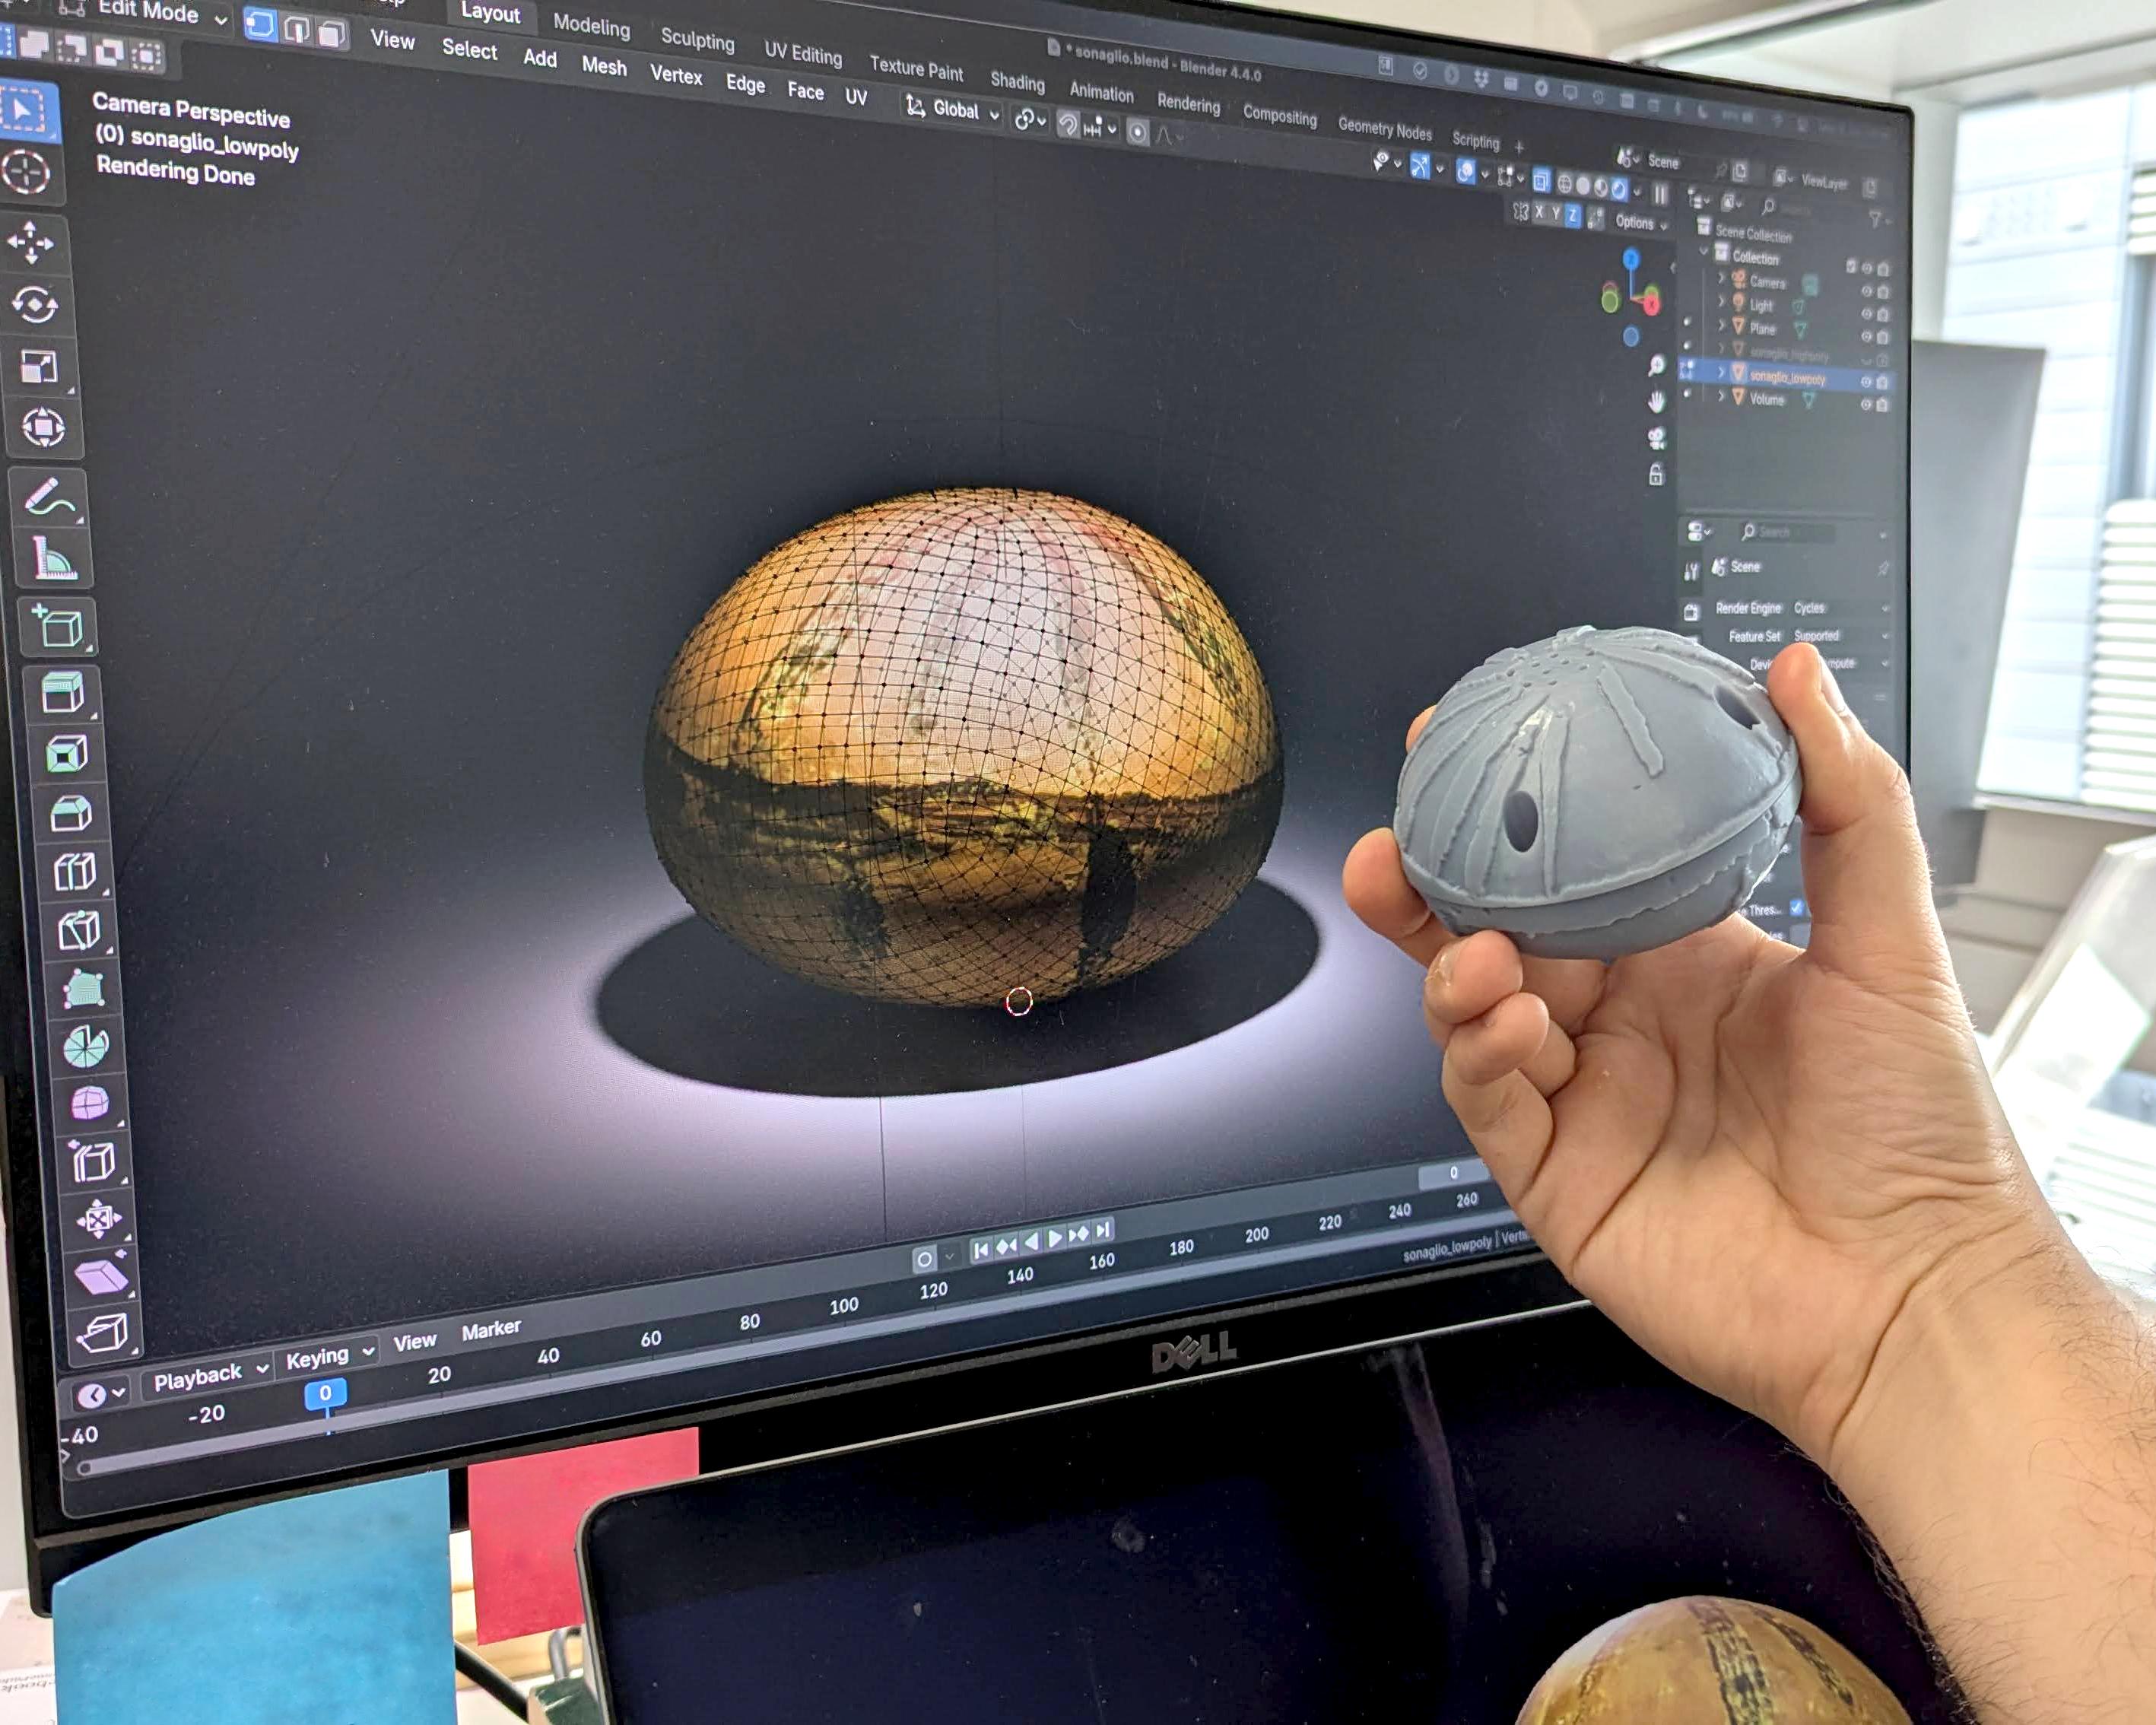 Edit Mode
View Select Add Mesh Vertex Edge Face UV
Layout Modeling Sculpting UV Editing Texture Paint Shading Animation Rendering Compositing Geometry Nodes Scripting +
* sonaglio.blend - Blender 4.4.0
Global
Scene
ViewLayer
X Y Z
Options
Camera Perspective
(0) sonaglio_lowpoly
Rendering Done
Scene Collection
Collection
Camera
Light
Plane
sonaglio_highpoly
sonaglio_lowpoly
Volume
Search
Scene
Render Engine Cycles
Feature Set Supported
Thres...
0
Playback Keying View Marker
-40 -20 0 20 40 60 80 100 120 140 160 180 200 220 240 260
sonaglio_lowpoly | Verts
DELL